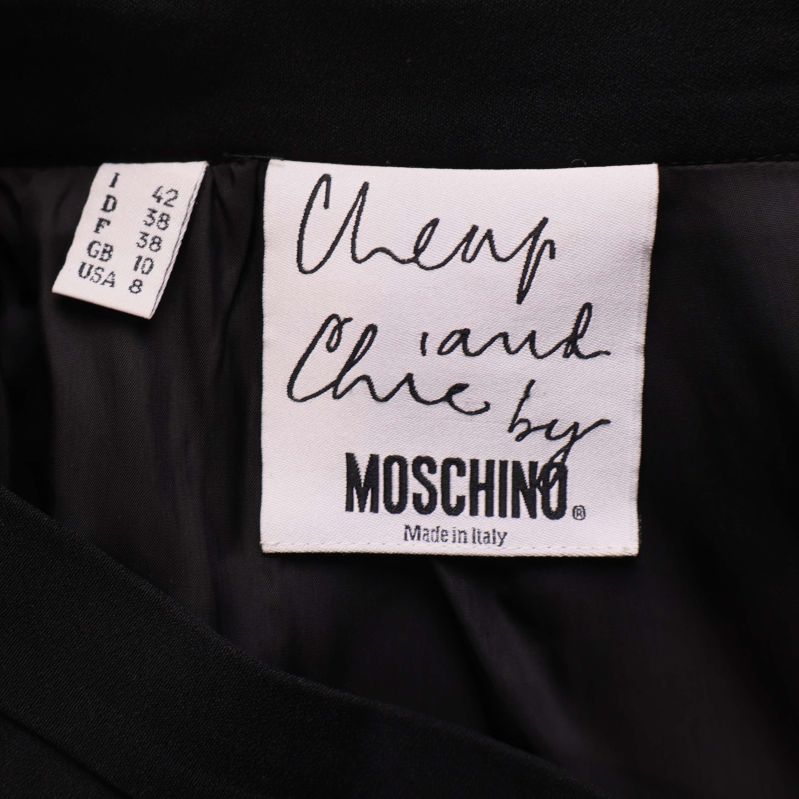 I 42
D 38
F 38
GB 10
USA 8
Cheap
and
Chic by
MOSCHINO®
Made in Italy